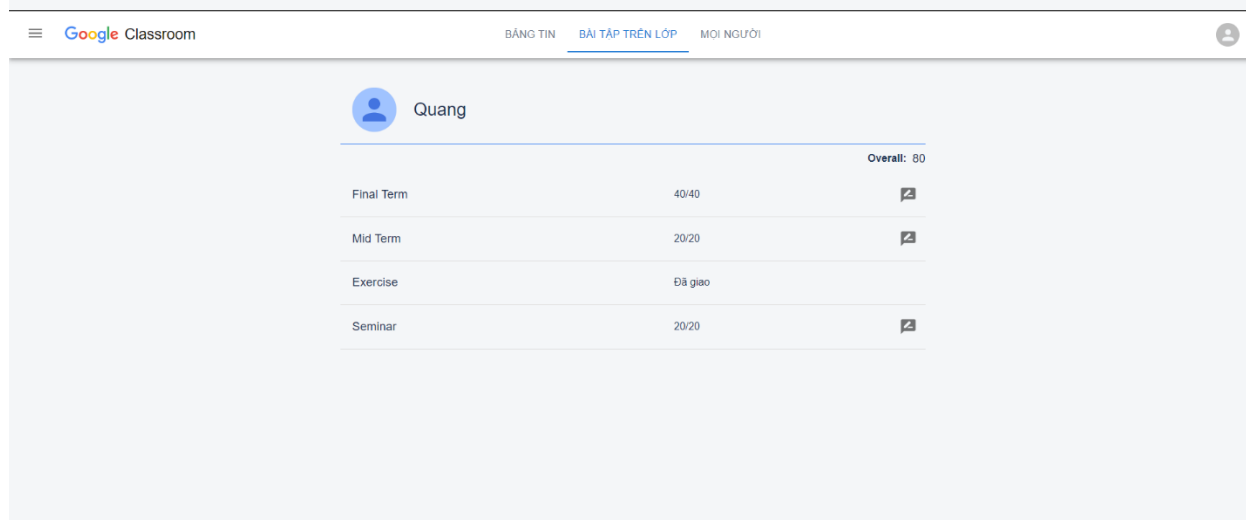 Google Classroom BẢNG TIN BÀI TẬP TRÊN LỚP MỌI NGƯỜI
Quang
Overall: 80
Final Term 40/40
Mid Term 20/20
Exercise Đã giao
Seminar 20/20